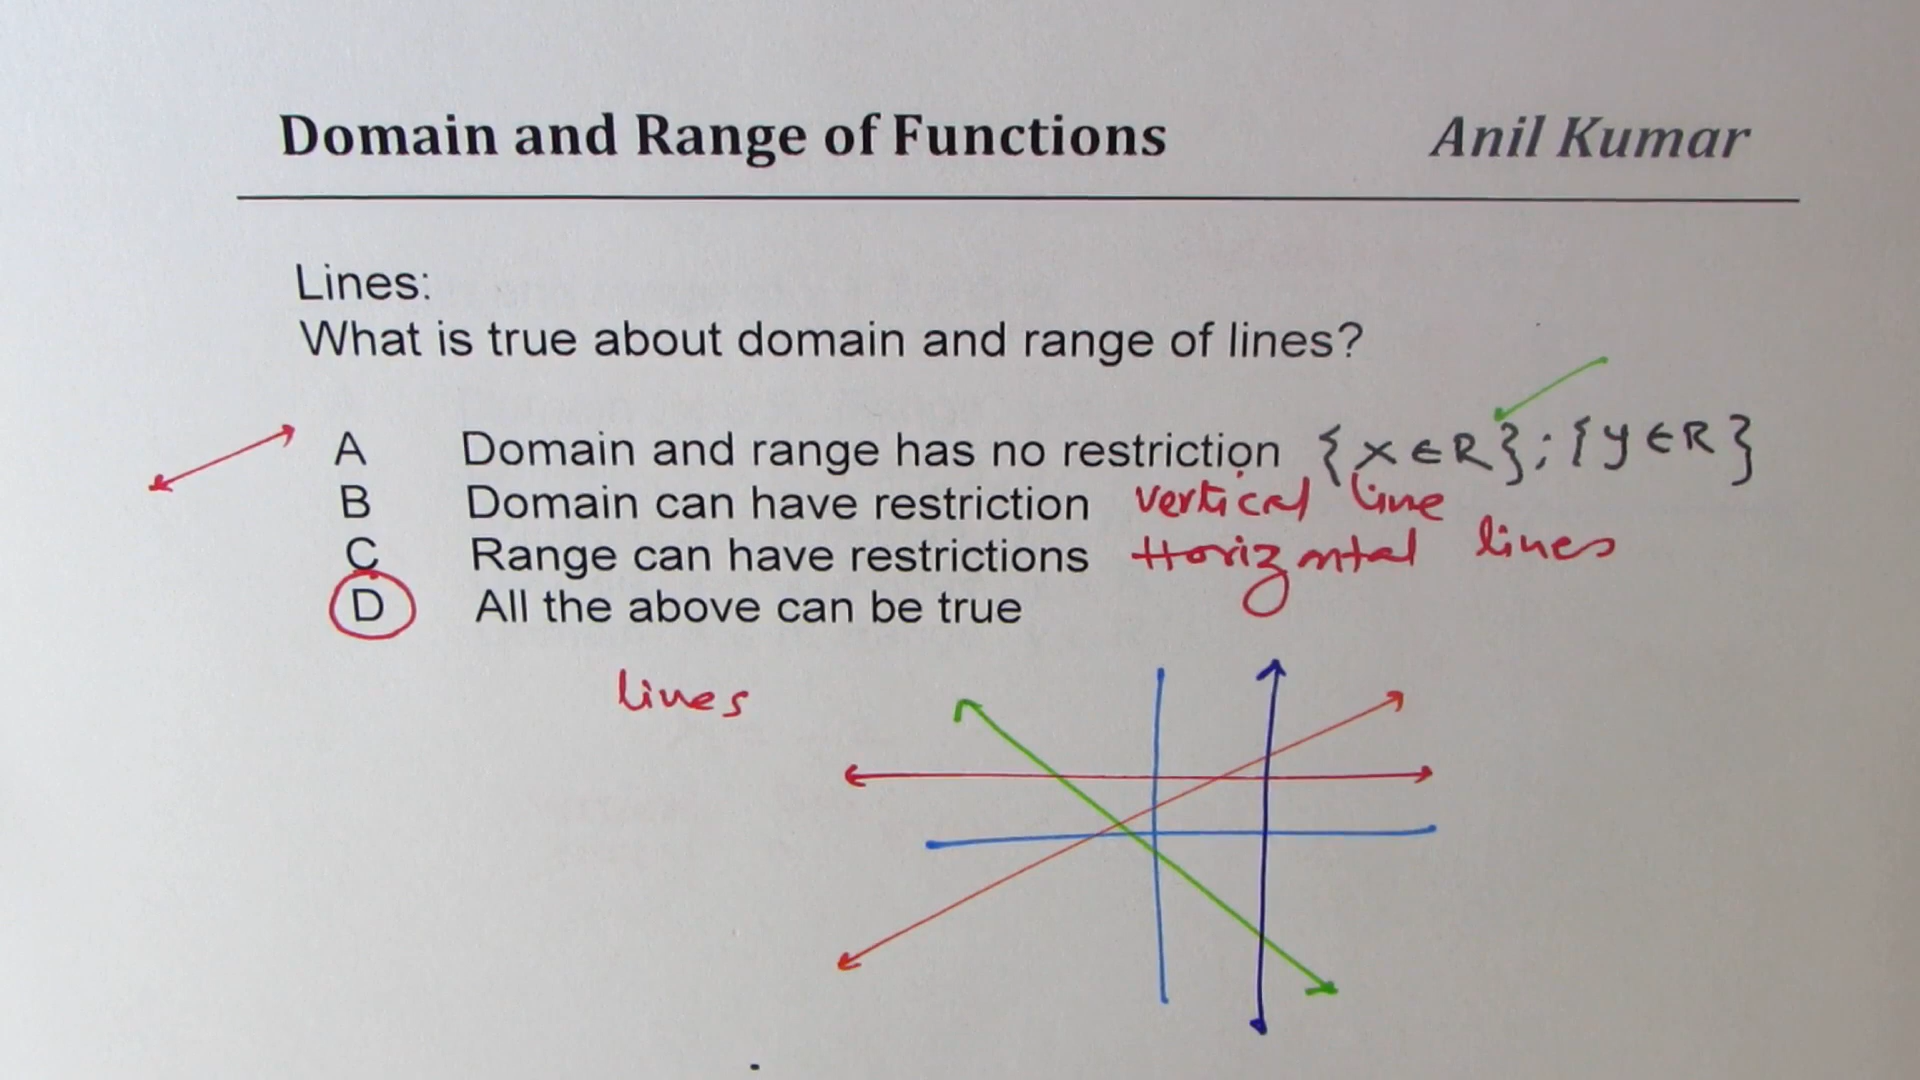 Domain and Range of Functions Anil Kumar
Lines:
What is true about domain and range of lines?
A Domain and range has no restriction {x∈R}; {y∈R}
B Domain can have restriction vertical line
C Range can have restrictions Horizontal lines
D All the above can be true
lines